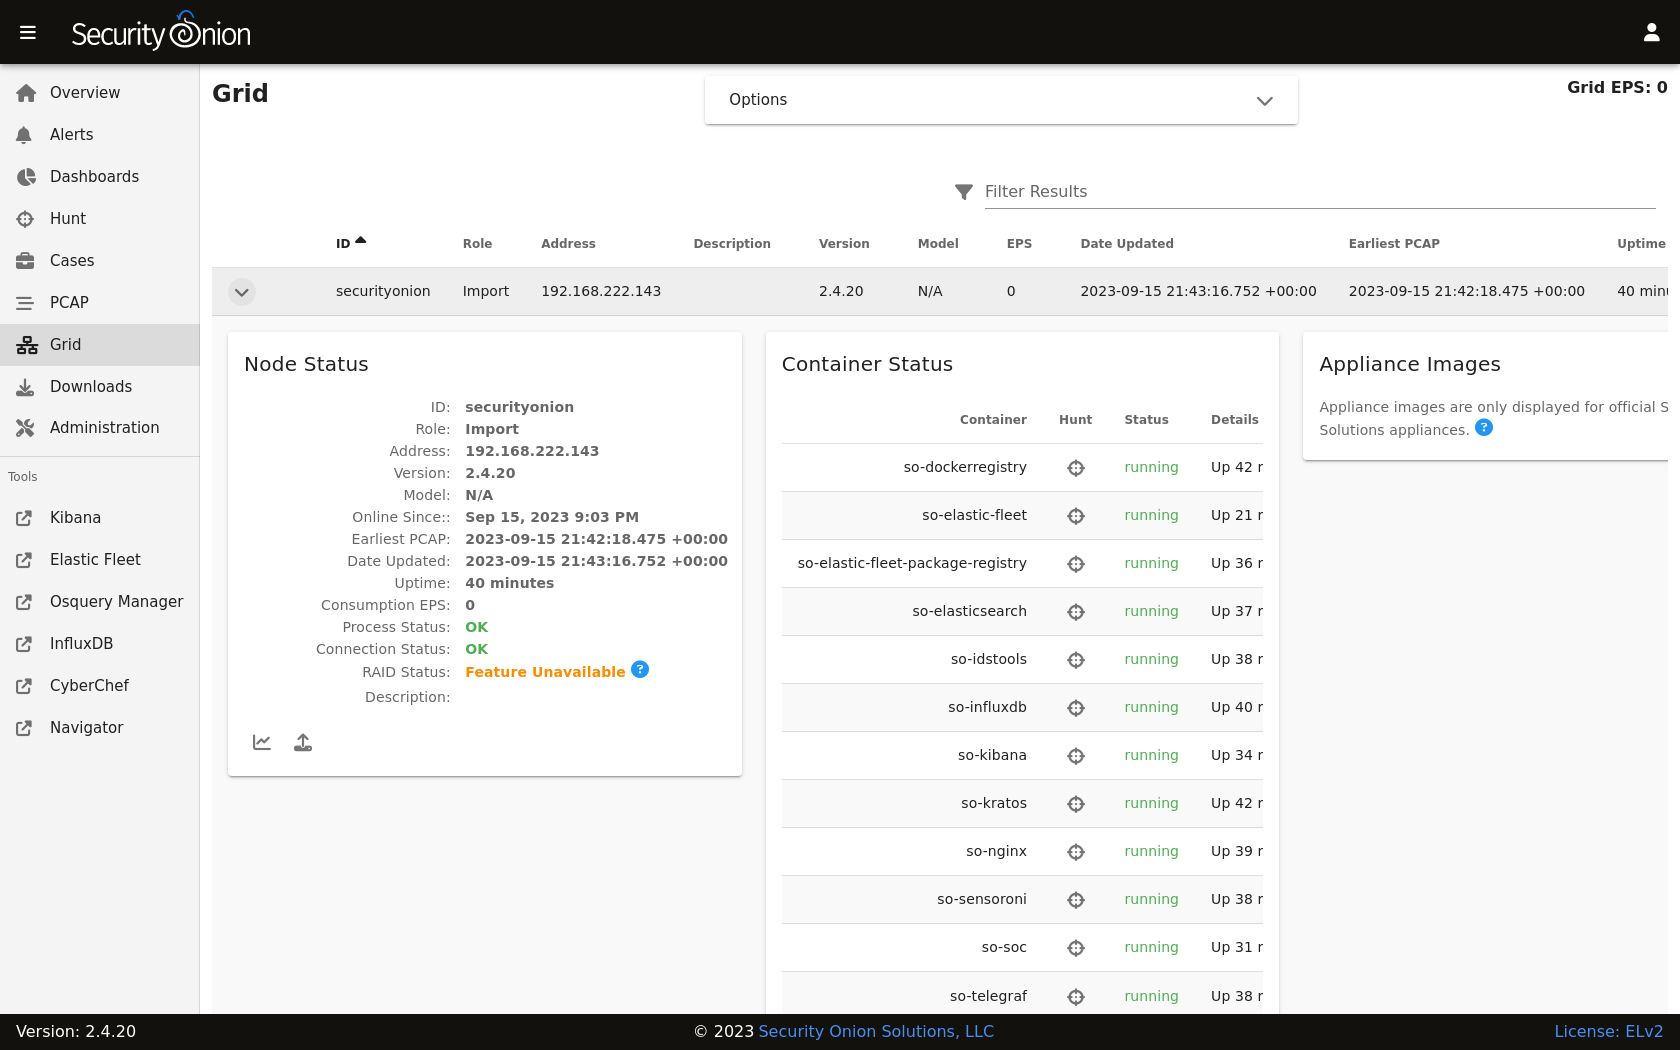 Security Onion
Overview
Alerts
Dashboards
Hunt
Cases
PCAP
Grid
Downloads
Administration
Tools
Kibana
Elastic Fleet
Osquery Manager
InfluxDB
CyberChef
Navigator
Grid
Options
Grid EPS: 0
Filter Results
ID Role Address Description Version Model EPS Date Updated Earliest PCAP Uptime
securityonion Import 192.168.222.143 2.4.20 N/A 0 2023-09-15 21:43:16.752 +00:00 2023-09-15 21:42:18.475 +00:00 40
Node Status
ID: securityonion
Role: Import
Address: 192.168.222.143
Version: 2.4.20
Model: N/A
Online Since:: Sep 15, 2023 9:03 PM
Earliest PCAP: 2023-09-15 21:42:18.475 +00:00
Date Updated: 2023-09-15 21:43:16.752 +00:00
Uptime: 40 minutes
Consumption EPS: 0
Process Status: OK
Connection Status: OK
RAID Status: Feature Unavailable ?
Description:
Container Status
Container Hunt Status Details
so-dockerregistry running Up 42
so-elastic-fleet running Up 21
so-elastic-fleet-package-registry running Up 36
so-elasticsearch running Up 37
so-idstools running Up 38
so-influxdb running Up 40
so-kibana running Up 34
so-kratos running Up 42
so-nginx running Up 39
so-sensoroni running Up 38
so-soc running Up 31
so-telegraf running Up 38
Appliance Images
Appliance images are only displayed for official S
Solutions appliances. ?
Version: 2.4.20
© 2023 Security Onion Solutions, LLC
License: ELv2